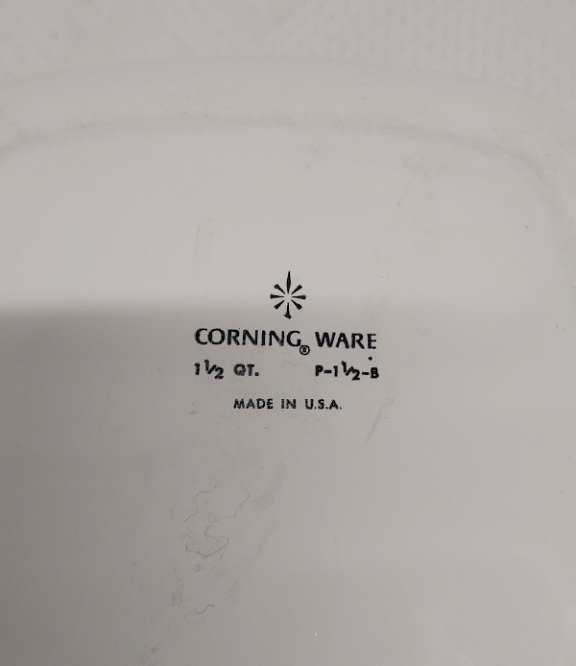 CORNING® WARE
1½ QT. P-1½-B
MADE IN U.S.A.